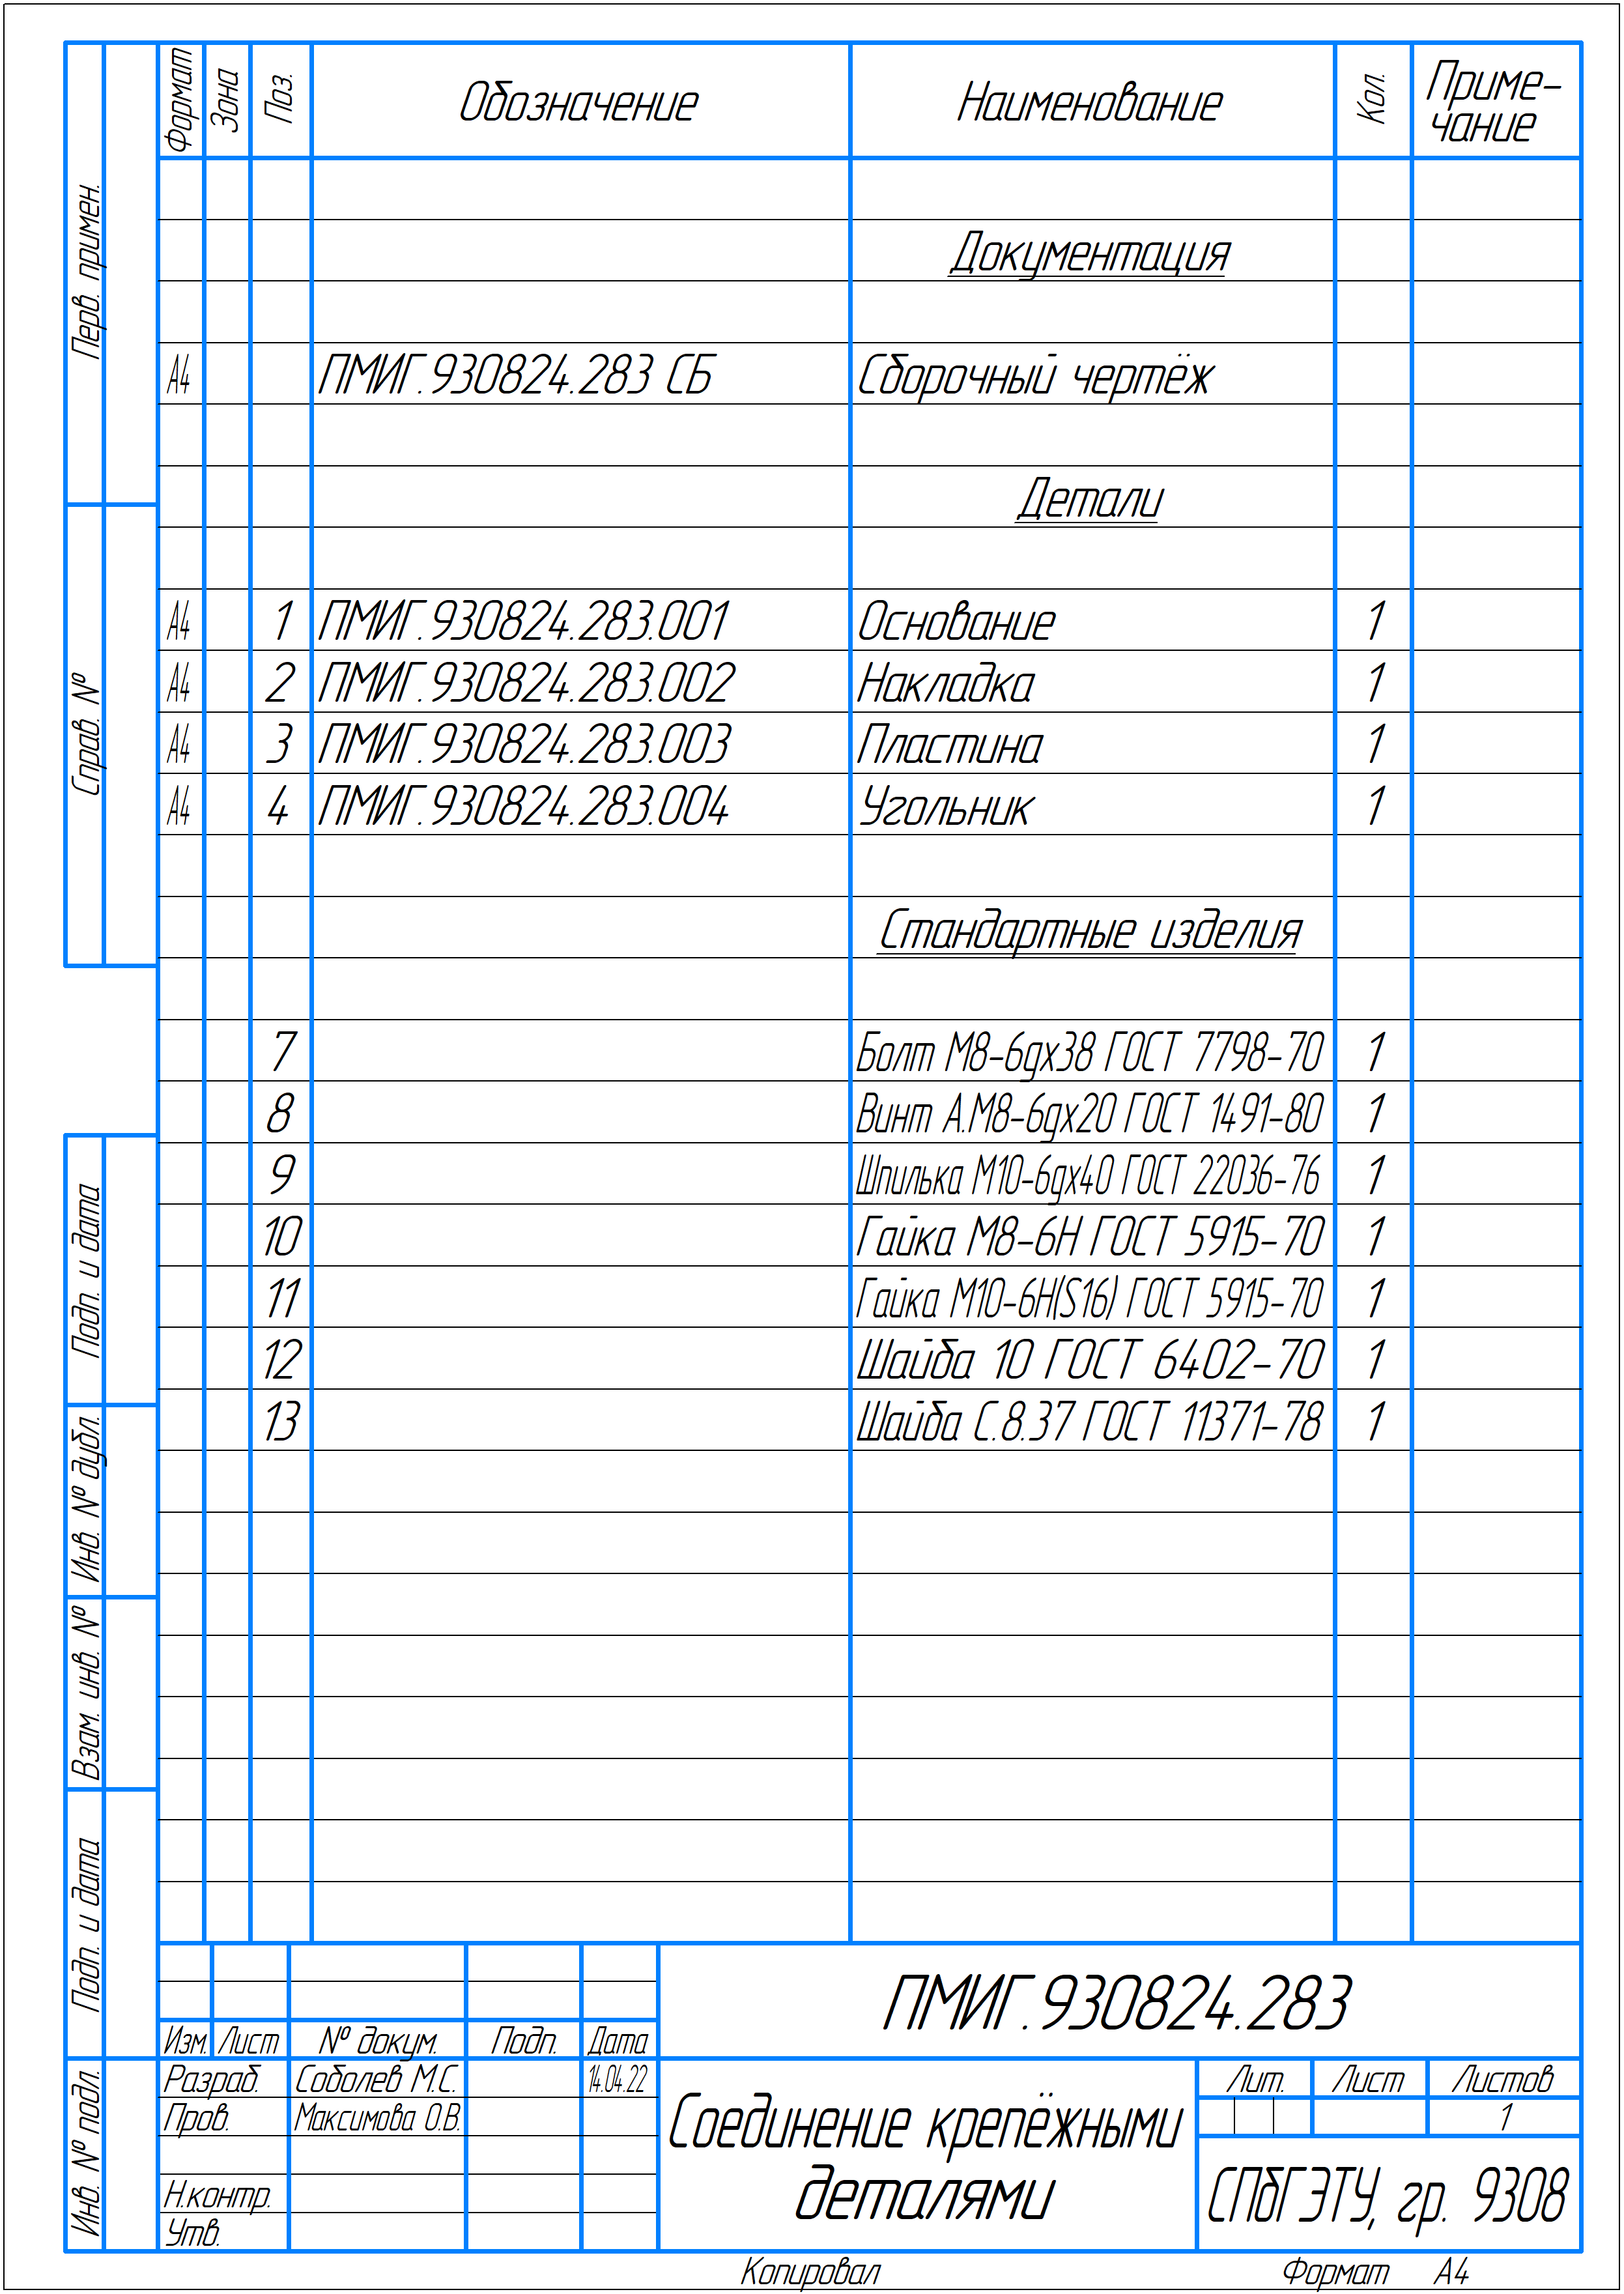 Перв. примен.
Справ. №
Подп. и дата
Инв. № дубл.
Взам. инв. №
Подп. и дата
Инв. № подл.
Формат Зона Поз. Обозначение Наименование Кол. Приме-
чание
Документация
А4 ПМИГ.930824.283 СБ Сборочный чертёж
Детали
А4 1 ПМИГ.930824.283.001 Основание 1
А4 2 ПМИГ.930824.283.002 Накладка 1
А4 3 ПМИГ.930824.283.003 Пластина 1
А4 4 ПМИГ.930824.283.004 Угольник 1
Стандартные изделия
7 Болт М8-6gx38 ГОСТ 7798-70 1
8 Винт А.М8-6gx20 ГОСТ 1491-80 1
9 Шпилька М10-6gx40 ГОСТ 22036-76 1
10 Гайка М8-6Н ГОСТ 5915-70 1
11 Гайка М10-6Н(S16) ГОСТ 5915-70 1
12 Шайба 10 ГОСТ 6402-70 1
13 Шайба С.8.37 ГОСТ 11371-78 1
ПМИГ.930824.283
Изм. Лист № докум. Подп. Дата
Разраб. Соболев М.С. 14.04.22
Пров. Максимова О.В.
Н.контр.
Утв.
Соединение крепёжными
деталями
Лит. Лист Листов
1
СПбГЭТУ, гр. 9308
Копировал Формат А4